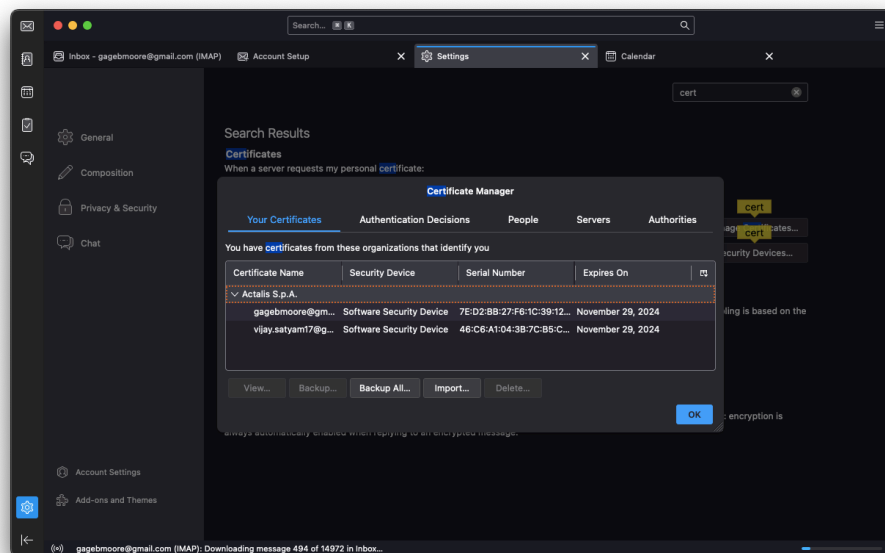 Search... ⌘ K
Inbox - gagebmoore@gmail.com (IMAP)
Account Setup
Settings
Calendar
cert
General
Composition
Privacy & Security
Chat
Account Settings
Add-ons and Themes
Search Results
Certificates
When a server requests my personal certificate:
Certificate Manager
Your Certificates Authentication Decisions People Servers Authorities
You have certificates from these organizations that identify you
Certificate Name Security Device Serial Number Expires On
Actalis S.p.A.
gagebmoore@gm... Software Security Device 7E:D2:BB:27:F6:1C:39:12... November 29, 2024
vijay.satyam17@g... Software Security Device 46:C6:A1:04:3B:7C:B5:C... November 29, 2024
View... Backup... Backup All... Import... Delete...
OK
cert
cates...
cert
ecurity Devices...
ling is based on the
: encryption is
always automatically enabled when replying to an encrypted message.
gagebmoore@gmail.com (IMAP): Downloading message 494 of 14972 in Inbox...